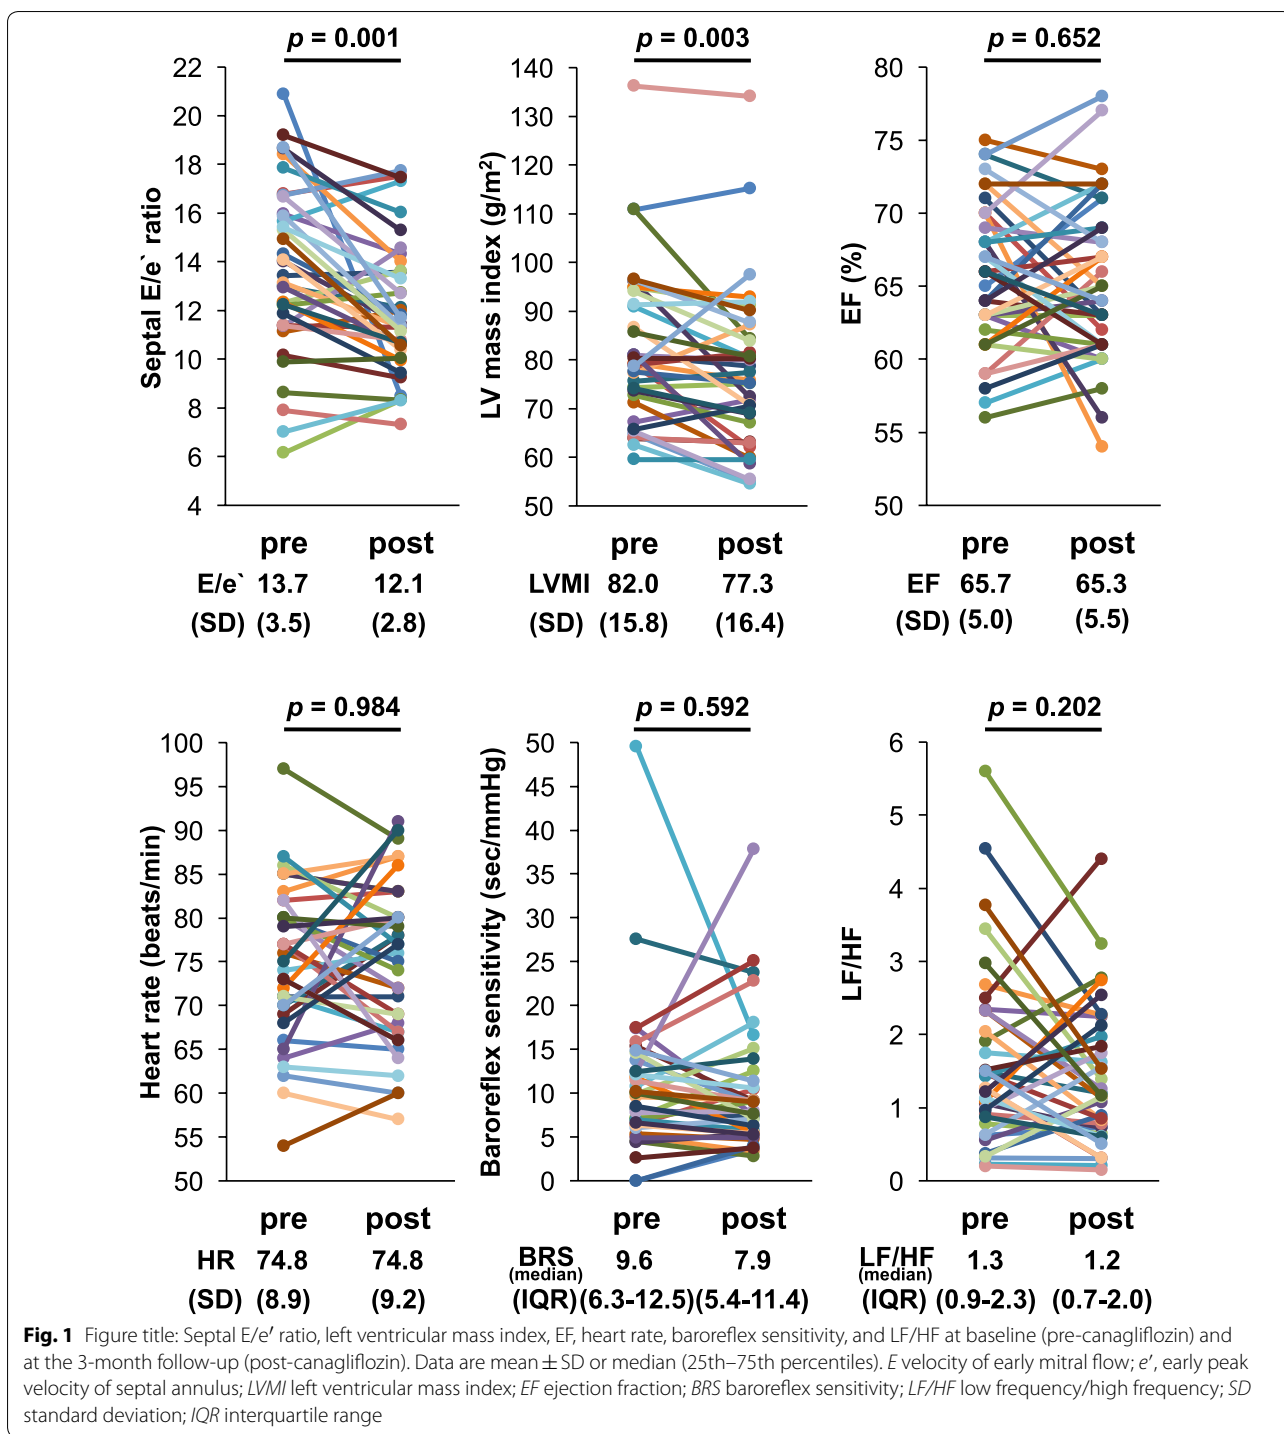 p = 0.001
Septal E/e` ratio
22
20
18
16
14
12
10
8
6
4
pre post
E/e` 13.7 12.1
(SD) (3.5) (2.8)
p = 0.003
LV mass index (g/m²)
140
130
120
110
100
90
80
70
60
50
pre post
LVMI 82.0 77.3
(SD) (15.8) (16.4)
p = 0.652
EF (%)
80
75
70
65
60
55
50
pre post
EF 65.7 65.3
(SD) (5.0) (5.5)
p = 0.984
Heart rate (beats/min)
100
95
90
85
80
75
70
65
60
55
50
pre post
HR 74.8 74.8
(SD) (8.9) (9.2)
p = 0.592
Baroreflex sensitivity (sec/mmHg)
50
45
40
35
30
25
20
15
10
5
0
pre post
BRS 9.6 7.9
(median)
(IQR) (6.3-12.5) (5.4-11.4)
p = 0.202
LF/HF
6
5
4
3
2
1
0
pre post
LF/HF 1.3 1.2
(median)
(IQR) (0.9-2.3) (0.7-2.0)
Fig. 1 Figure title: Septal E/e′ ratio, left ventricular mass index, EF, heart rate, baroreflex sensitivity, and LF/HF at baseline (pre-canagliflozin) and
at the 3-month follow-up (post-canagliflozin). Data are mean ± SD or median (25th–75th percentiles). E velocity of early mitral flow; e′, early peak
velocity of septal annulus; LVMI left ventricular mass index; EF ejection fraction; BRS baroreflex sensitivity; LF/HF low frequency/high frequency; SD
standard deviation; IQR interquartile range